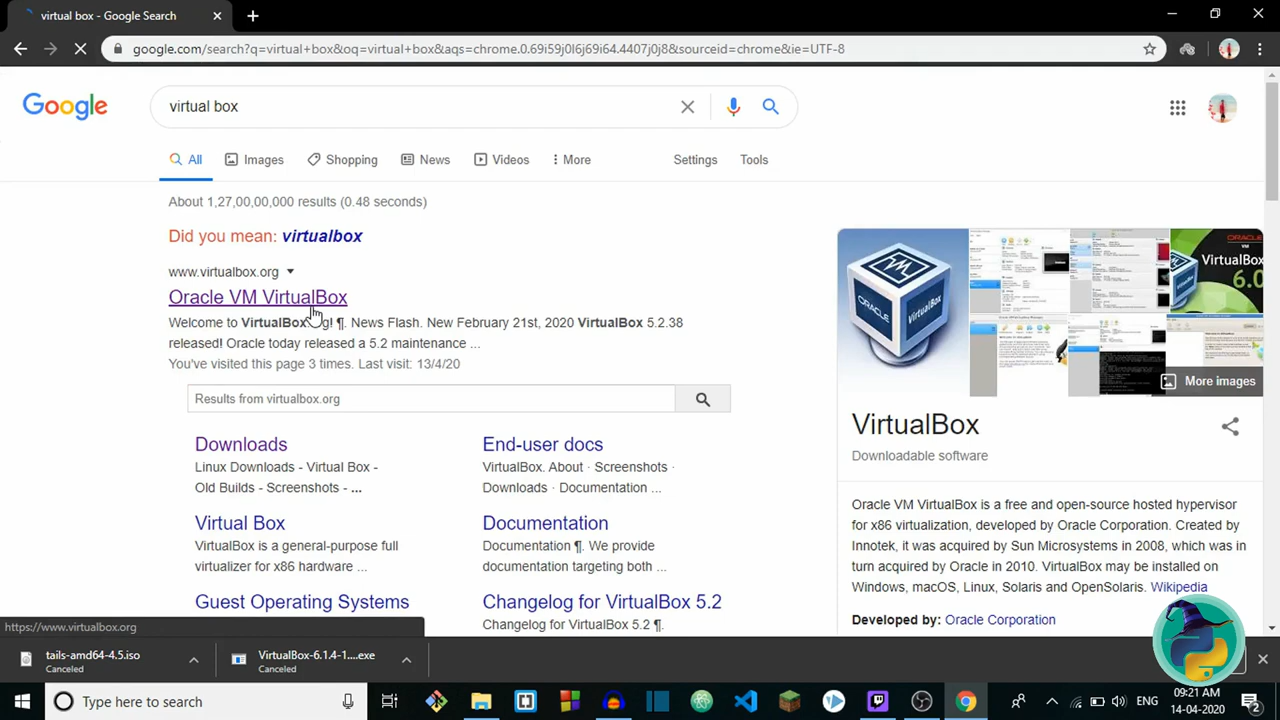 virtual box - Google Search
google.com/search?q=virtual+box&oq=virtual+box&aqs=chrome.0.69i59j0l6j69i64.4407j0j8&sourceid=chrome&ie=UTF-8
Google
virtual box
All
Images
Shopping
News
Videos
More
Settings
Tools
About 1,27,00,00,000 results (0.48 seconds)
Did you mean: virtualbox
www.virtualbox.org
Oracle VM VirtualBox
Welcome to VirtualBox.org! ¶. News Flash. New February 21st, 2020 VirtualBox 5.2.38
released! Oracle today released a 5.2 maintenance ...
You've visited this page 2 times. Last visit: 13/4/20
Results from virtualbox.org
Downloads
Linux Downloads - Virtual Box -
Old Builds - Screenshots - ...
End-user docs
VirtualBox. About · Screenshots ·
Downloads · Documentation ...
Virtual Box
VirtualBox is a general-purpose full
virtualizer for x86 hardware ...
Documentation
Documentation ¶. We provide
documentation targeting both ...
Guest Operating Systems
Changelog for VirtualBox 5.2
Changelog for VirtualBox 5.2 ¶.
ORACLE
VirtualBox
ORACLE
VirtualBox
6.0
More images
VirtualBox
Downloadable software
Oracle VM VirtualBox is a free and open-source hosted hypervisor
for x86 virtualization, developed by Oracle Corporation. Created by
Innotek, it was acquired by Sun Microsystems in 2008, which was in
turn acquired by Oracle in 2010. VirtualBox may be installed on
Windows, macOS, Linux, Solaris and OpenSolaris. Wikipedia
Developed by: Oracle Corporation
https://www.virtualbox.org
tails-amd64-4.5.iso
Canceled
VirtualBox-6.1.4-1....exe
Canceled
Type here to search
ENG
09:21 AM
14-04-2020
2